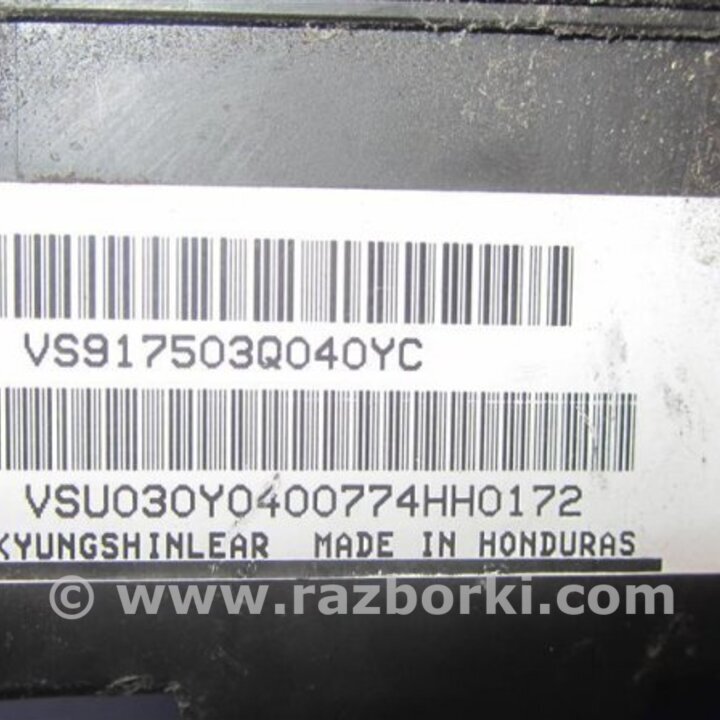 VS917503Q040YC
VSU030Y0400774HH0172
KYUNGSHINLEAR MADE IN HONDURAS
© www.razborki.com